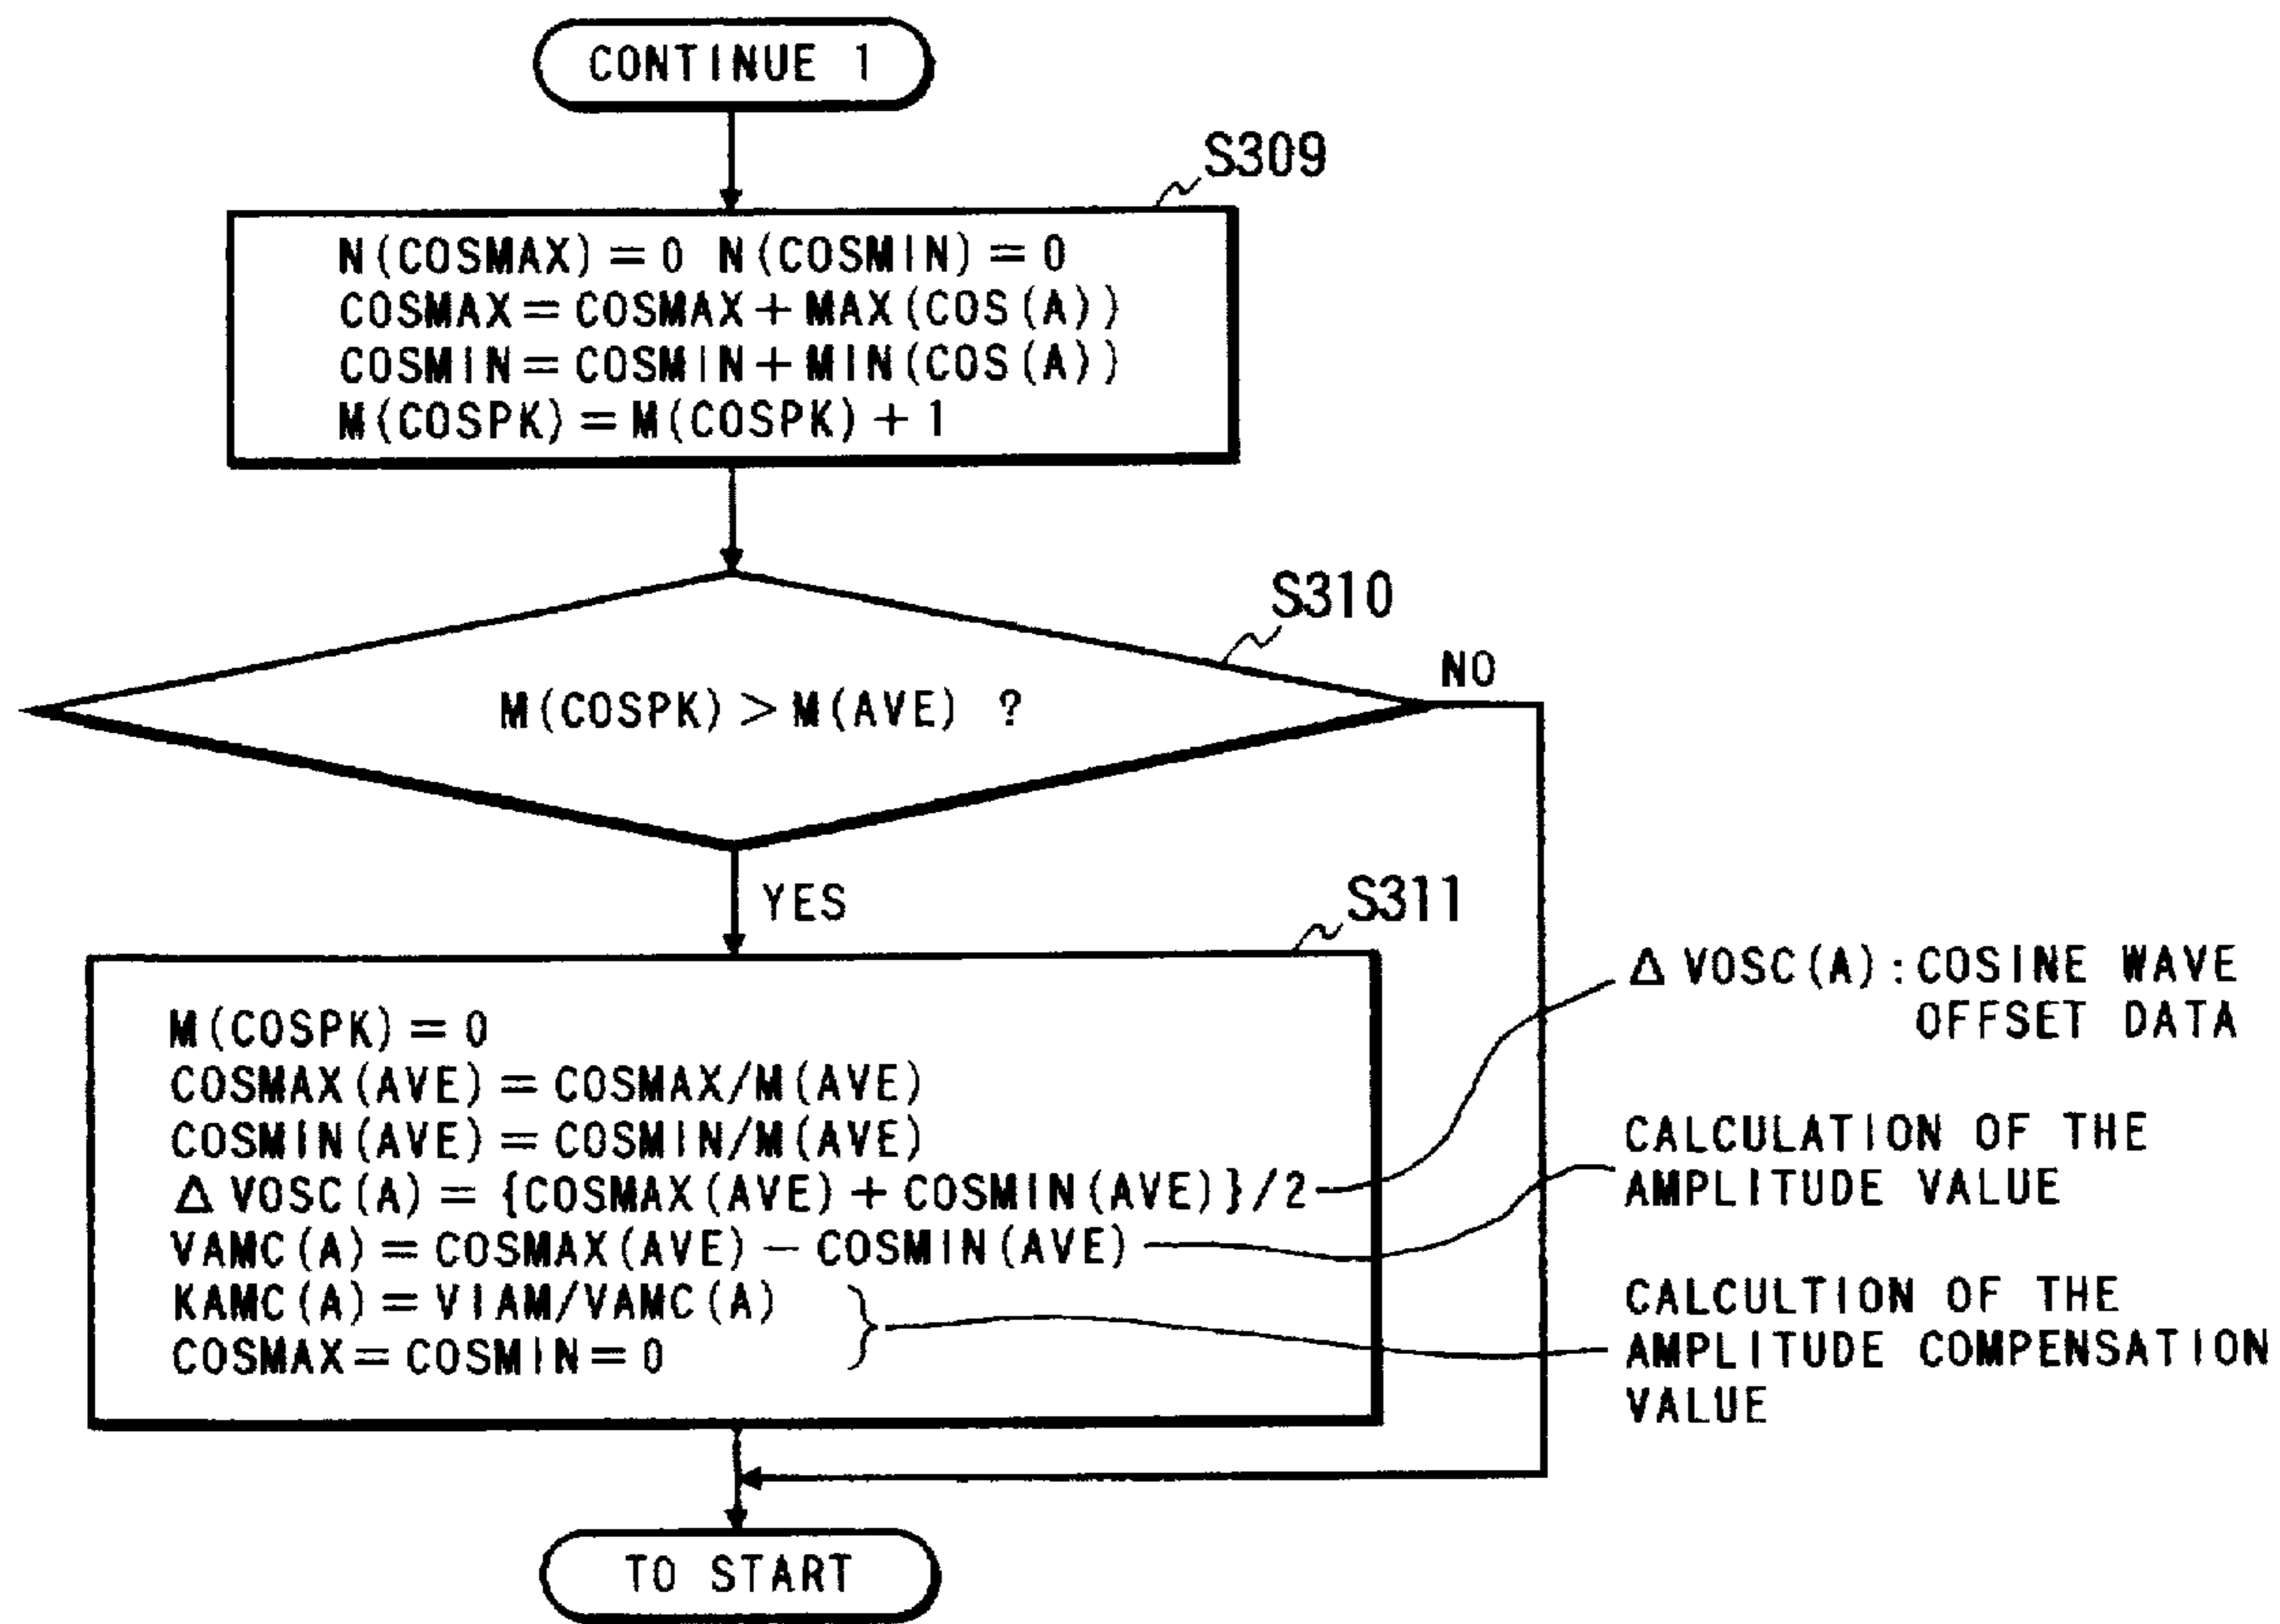 CONTINUE 1
S309
N(COSMAX)=0 N(COSMIN)=0
COSMAX=COSMAX+MAX(COS(A))
COSMIN=COSMIN+MIN(COS(A))
M(COSPK)=M(COSPK)+1
S310
NO
M(COSPK)>M(AVE) ?
YES
S311
M(COSPK)=0
COSMAX(AVE)=COSMAX/M(AVE)
COSMIN(AVE)=COSMIN/M(AVE)
Δ VOSC(A)={COSMAX(AVE)+COSMIN(AVE)}/2
VAMC(A)=COSMAX(AVE)-COSMIN(AVE)
KAMC(A)=VIAM/VAMC(A)
COSMAX=COSMIN=0
Δ VOSC(A):COSINE WAVE
OFFSET DATA
CALCULATION OF THE
AMPLITUDE VALUE
CALCULTION OF THE
AMPLITUDE COMPENSATION
VALUE
TO START